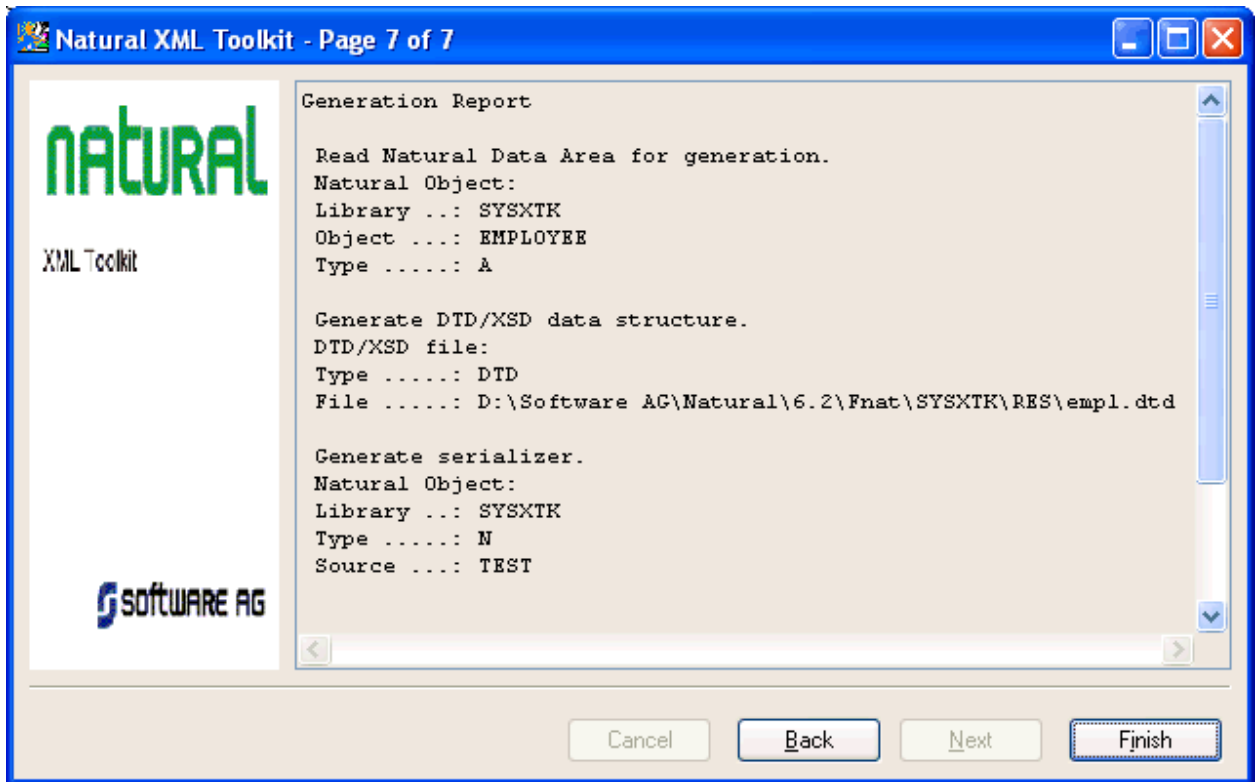 Natural XML Toolkit - Page 7 of 7
natural
XML Toolkit
software AG
Generation Report
Read Natural Data Area for generation.
Natural Object:
Library ..: SYSXTK
Object ...: EMPLOYEE
Type .....: A
Generate DTD/XSD data structure.
DTD/XSD file:
Type .....: DTD
File .....: D:\Software AG\Natural\6.2\Fnat\SYSXTK\RES\empl.dtd
Generate serializer.
Natural Object:
Library ..: SYSXTK
Type .....: N
Source ...: TEST
Cancel Back Next Finish